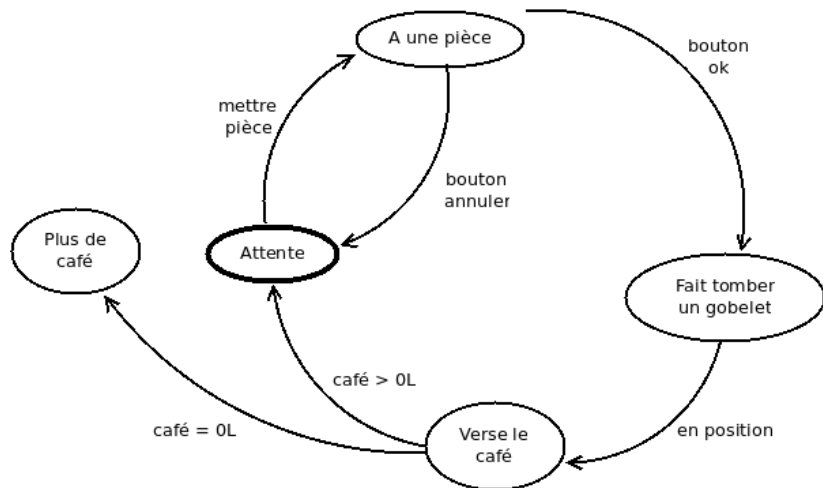 A une pièce
bouton
ok
mettre
pièce
bouton
annuler
Plus de
café
Attente
Fait tomber
un gobelet
café > 0L
café = 0L
Verse le
café
en position